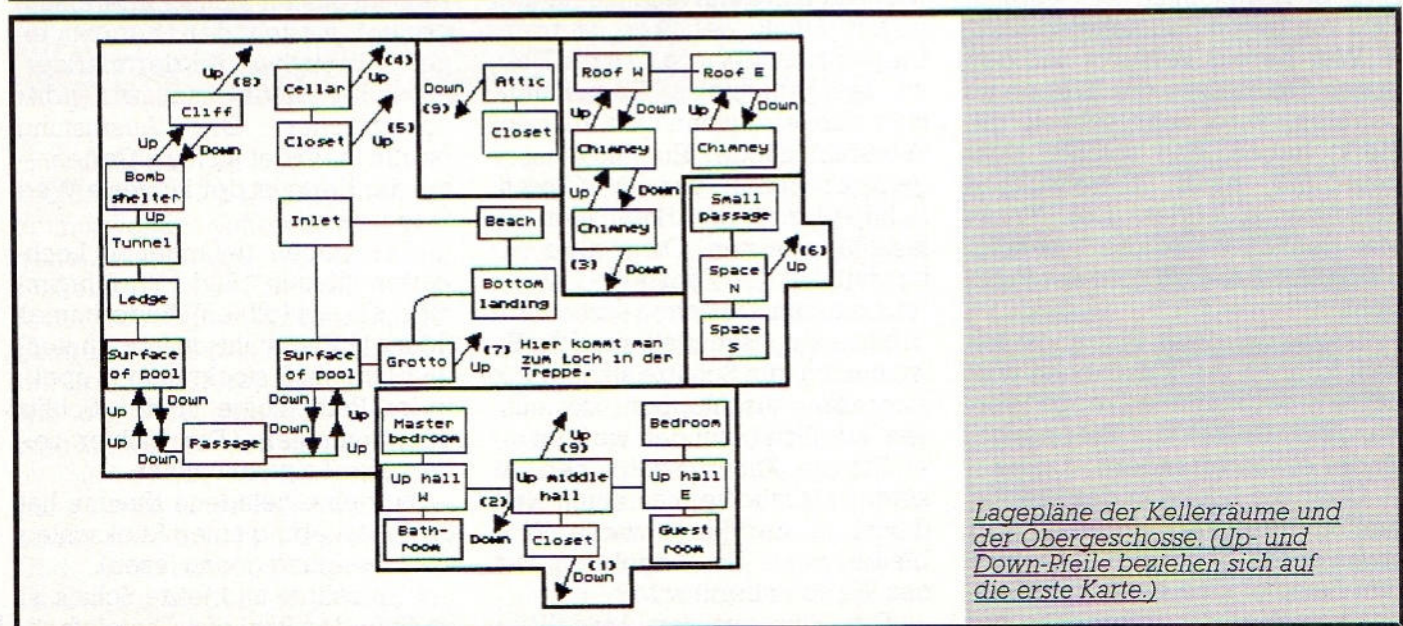 Up
(8)
Cliff
Up
Down
Bomb
shelter
Up
Tunnel
Ledge
Surface
of pool
Up
Down
Up
Down
Passage
Down
Up
Down
Up
Surface
of pool
Inlet
Cellar
(4)
Up
Closet
(5)
Up
Down
(9)
Attic
Closet
Beach
Bottom
landing
Grotto
(7)
Up
Hier kommt man
zum Loch in der
Treppe.
Roof W
Roof E
Up
Down
Up
Down
Chimney
Chimney
Up
Down
Chimney
(3)
Down
Small
passage
(6)
Up
Space
N
Space
S
Master
bedroom
Up hall
W
Bath-
room
Up
(9)
Up middle
hall
(2)
Down
Closet
(1)
Down
Bedroom
Up hall
E
Guest
room
Lagepläne der Kellerräume und
der Obergeschosse. (Up- und
Down-Pfeile beziehen sich auf
die erste Karte.)